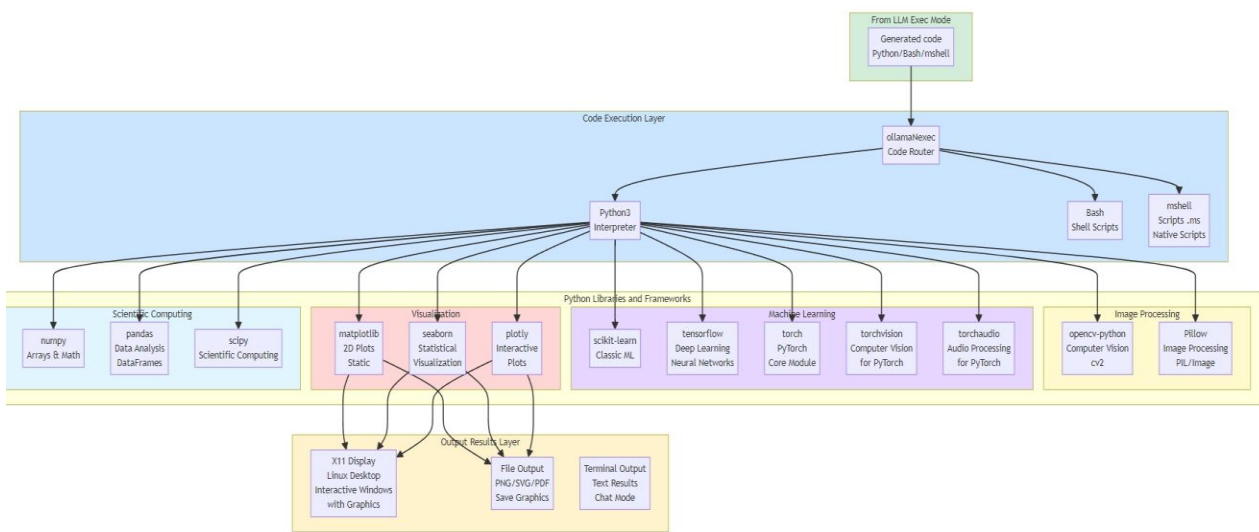 From LLM Exec Mode
Generated code
Python/Bash/mshell
Code Execution Layer
ollamaNexec
Code Router
Python3
Interpreter
Bash
Shell Scripts
mshell
Scripts .ms
Native Scripts
Python Libraries and Frameworks
Scientific Computing
numpy
Arrays & Math
pandas
Data Analysis
DataFrames
scipy
Scientific Computing
Visualization
matplotlib
2D Plots
Static
seaborn
Statistical
Visualization
plotly
Interactive
Plots
Machine Learning
scikit-learn
Classic ML
tensorflow
Deep Learning
Neural Networks
torch
PyTorch
Core Module
torchvision
Computer Vision
for PyTorch
torchaudio
Audio Processing
for PyTorch
Image Processing
opencv-python
Computer Vision
cv2
Pillow
Image Processing
PIL/Image
Output Results Layer
X11 Display
Linux Desktop
Interactive Windows
with Graphics
File Output
PNG/SVG/PDF
Save Graphics
Terminal Output
Text Results
Chat Mode